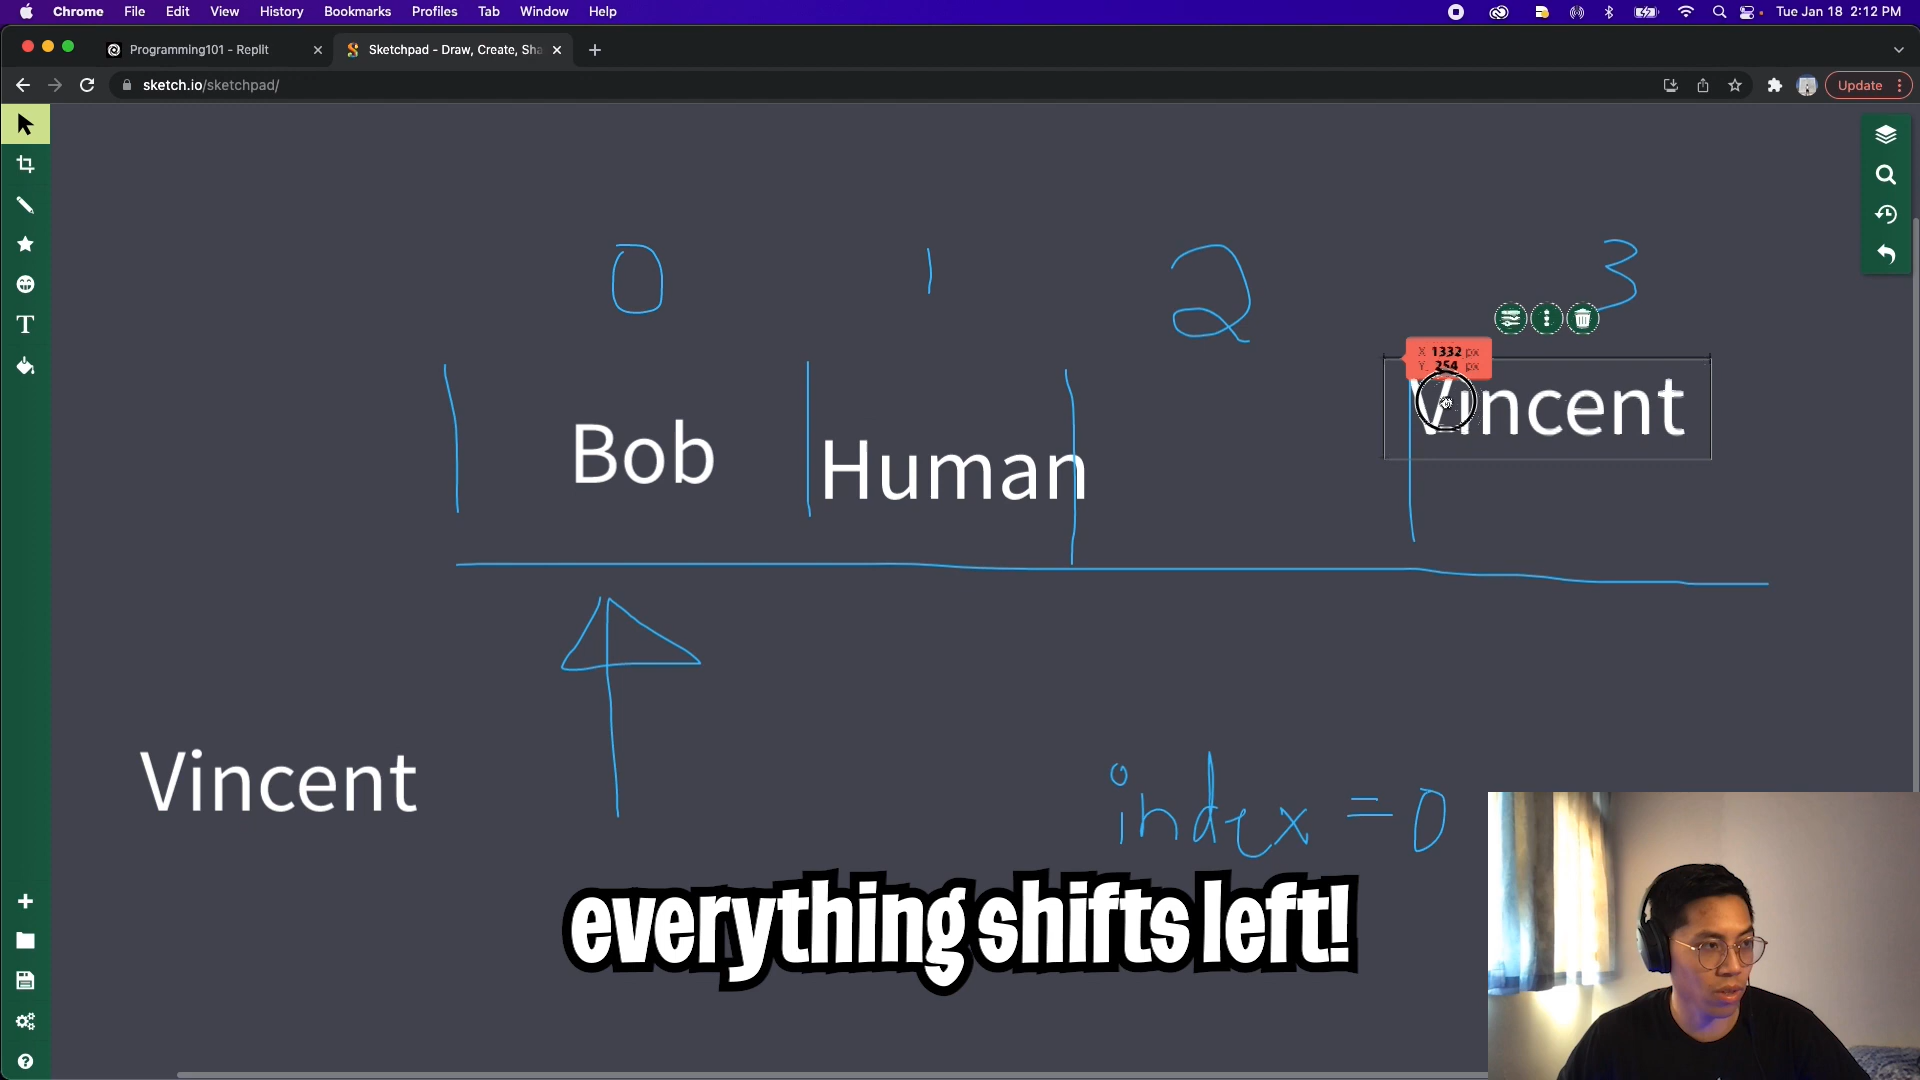 Chrome File Edit View History Bookmarks Profiles Tab Window Help Tue Jan 18 2:12 PM
Programming101 - Replit
Sketchpad - Draw, Create, Sha
sketch.io/sketchpad/
Update
0 1 2 3
X 1332 px
Y 254 px
Bob
Human
Vincent
T
Vincent
index = 0
everything shifts left!